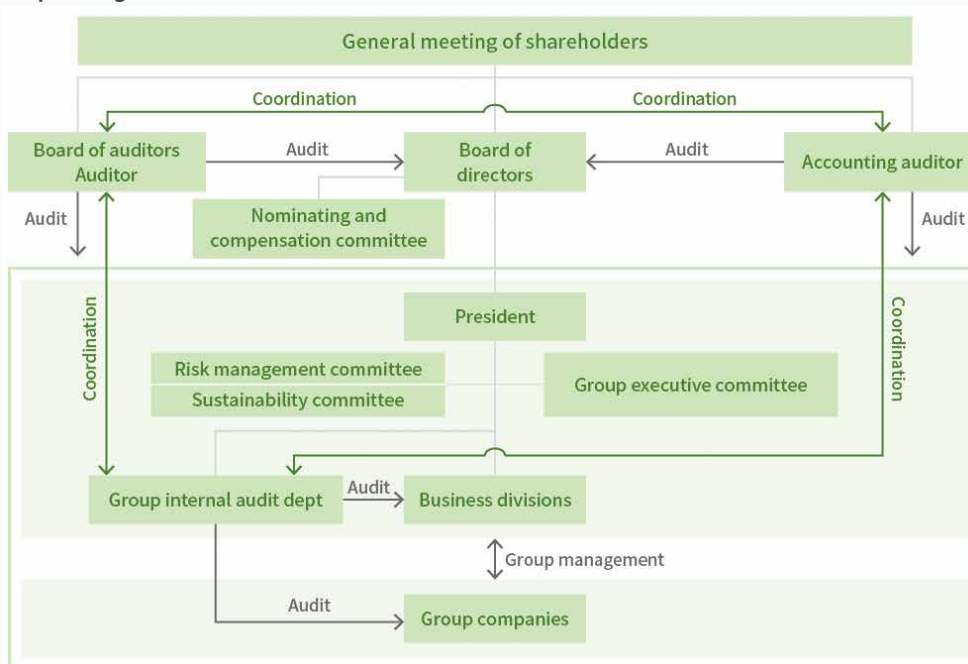 General meeting of shareholders
Coordination
Coordination
Board of auditors
Auditor
Audit
Board of
directors
Audit
Accounting auditor
Audit
Nominating and
compensation committee
Audit
President
Coordination
Coordination
Risk management committee
Sustainability committee
Group executive committee
Group internal audit dept
Audit
Business divisions
Group management
Audit
Group companies